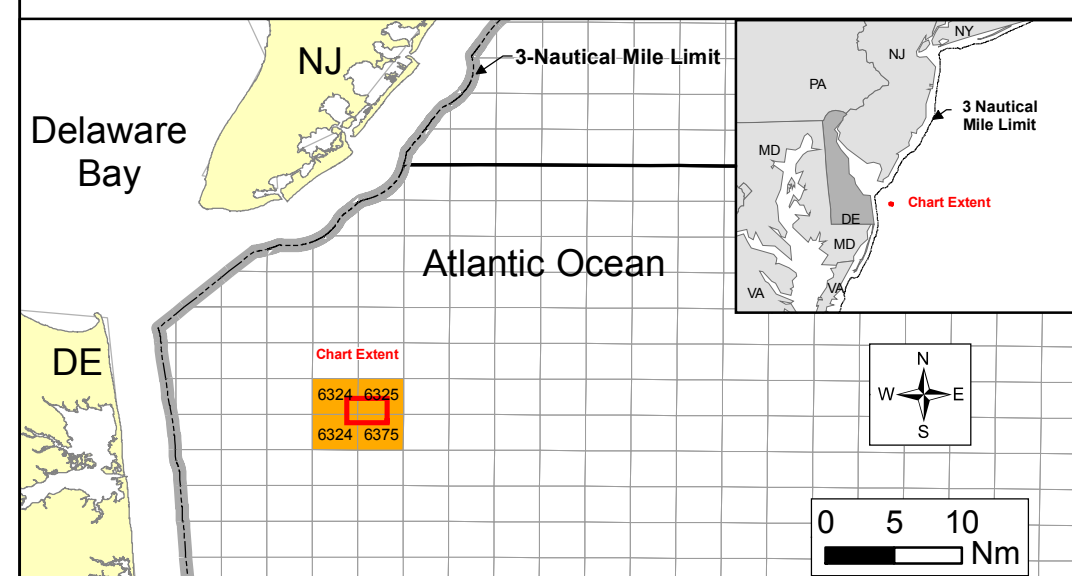 NJ
3-Nautical Mile Limit
Delaware
Bay
Atlantic Ocean
DE
Chart Extent
6324 6325
6324 6375
NY
NJ
PA
3 Nautical
Mile Limit
MD
Chart Extent
DE
MD
VA
VA
N
W E
S
0 5 10
Nm